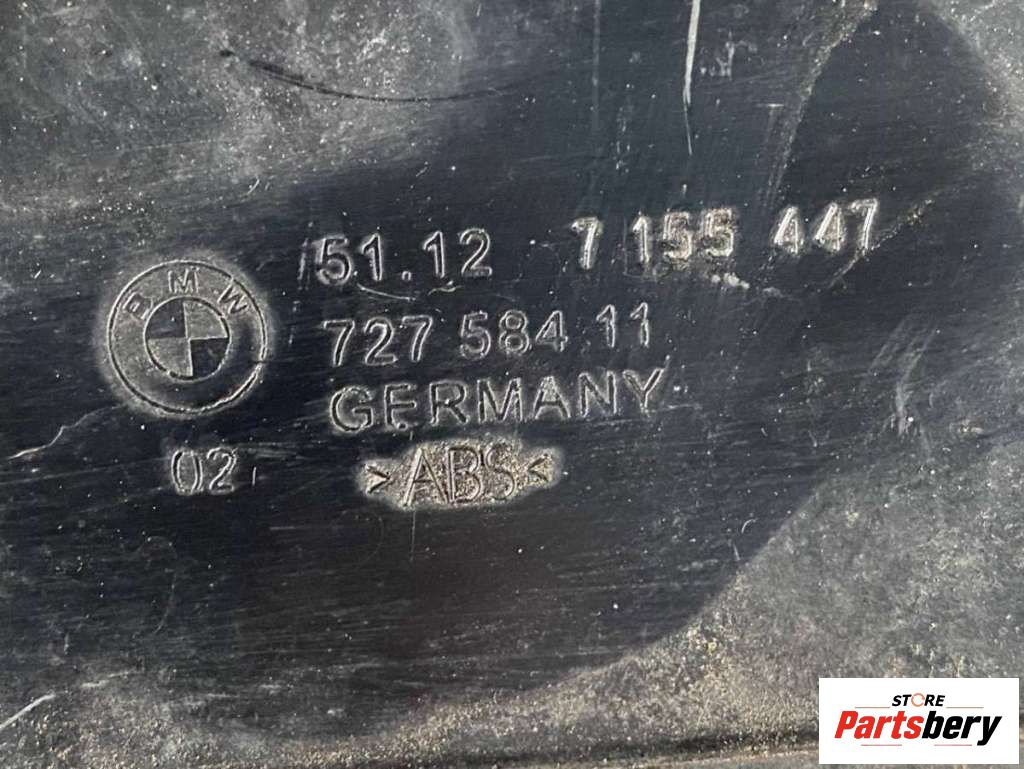 51.12 7 155 447
BMW
727 584 11
GERMANY
02
>ABS<
STORE
Partsbery